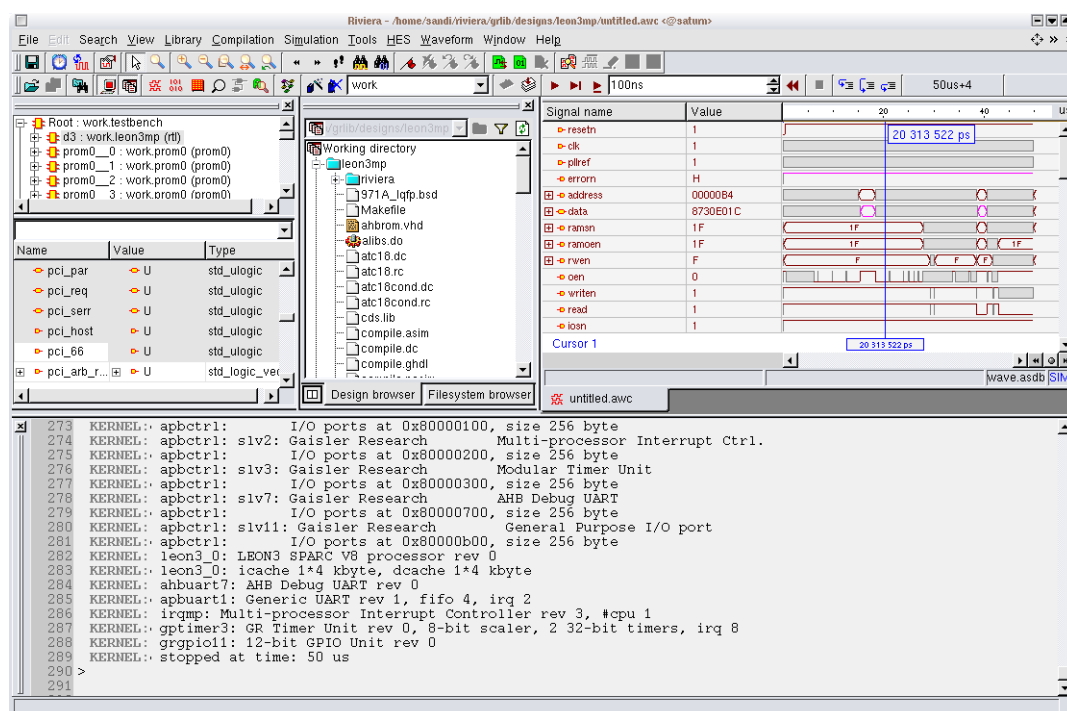 Riviera - /home/sandi/riviera/grlib/designs/leon3mp/untitled.awc <@saturn>
File Edit Search View Library Compilation Simulation Tools HES Waveform Window Help
work
100ns
50us+4
Root : work.testbench
d3 : work.leon3mp (rtl)
prom0__0 : work.prom0 (prom0)
prom0__1 : work.prom0 (prom0)
prom0__2 : work.prom0 (prom0)
prom0__3 : work.prom0 (prom0)
Name Value Type
pci_par U std_ulogic
pci_req U std_ulogic
pci_serr U std_ulogic
pci_host U std_ulogic
pci_66 U std_ulogic
pci_arb_r... U std_logic_vec
/grlib/designs/leon3mp
Working directory
leon3mp
riviera
971A_lqfp.bsd
Makefile
ahbrom.vhd
alibs.do
atc18.dc
atc18.rc
atc18cond.dc
atc18cond.rc
cds.lib
compile.asim
compile.dc
compile.ghdl
Design browser Filesystem browser
Signal name Value 20 40 u
20 313 522 ps
resetn 1
clk 1
pllref 1
errorn H
address 00000B4
data 8730E01C
ramsn 1F 1F
ramoen 1F 1F 1F
rwen F F F F
oen 0
writen 1
read 1
iosn 1
Cursor 1 20 313 522 ps
wave.asdb SIM
untitled.awc
273 KERNEL: apbctrl: I/O ports at 0x80000100, size 256 byte
274 KERNEL: apbctrl: slv2: Gaisler Research Multi-processor Interrupt Ctrl.
275 KERNEL: apbctrl: I/O ports at 0x80000200, size 256 byte
276 KERNEL: apbctrl: slv3: Gaisler Research Modular Timer Unit
277 KERNEL: apbctrl: I/O ports at 0x80000300, size 256 byte
278 KERNEL: apbctrl: slv7: Gaisler Research AHB Debug UART
279 KERNEL: apbctrl: I/O ports at 0x80000700, size 256 byte
280 KERNEL: apbctrl: slv11: Gaisler Research General Purpose I/O port
281 KERNEL: apbctrl: I/O ports at 0x80000b00, size 256 byte
282 KERNEL: leon3_0: LEON3 SPARC V8 processor rev 0
283 KERNEL: leon3_0: icache 1*4 kbyte, dcache 1*4 kbyte
284 KERNEL: ahbuart7: AHB Debug UART rev 0
285 KERNEL: apbuart1: Generic UART rev 1, fifo 4, irq 2
286 KERNEL: irqmp: Multi-processor Interrupt Controller rev 3, #cpu 1
287 KERNEL: gptimer3: GR Timer Unit rev 0, 8-bit scaler, 2 32-bit timers, irq 8
288 KERNEL: grgpio11: 12-bit GPIO Unit rev 0
289 KERNEL: stopped at time: 50 us
290 >
291